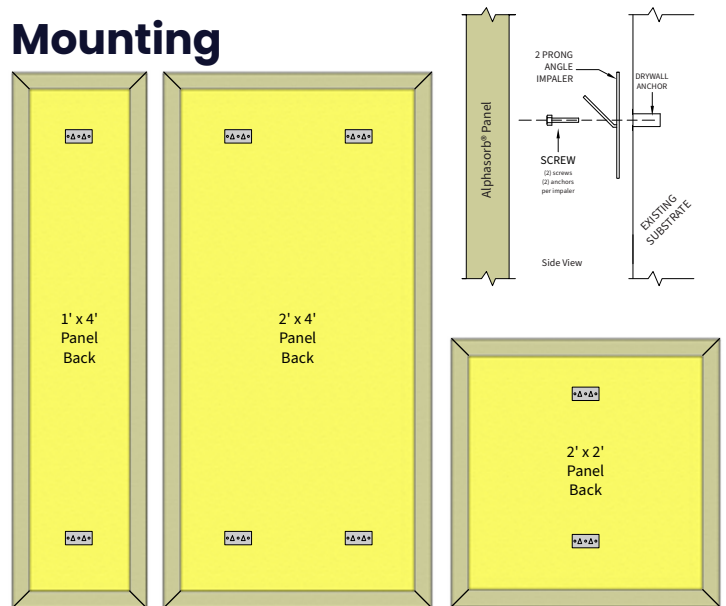 Mounting
1' x 4'
Panel
Back
2' x 4'
Panel
Back
Alphasorb® Panel
2 PRONG
ANGLE
IMPALER
DRYWALL
ANCHOR
SCREW
(2) screws
(2) anchors
per impaler
EXISTING
SUBSTRATE
Side View
2' x 2'
Panel
Back